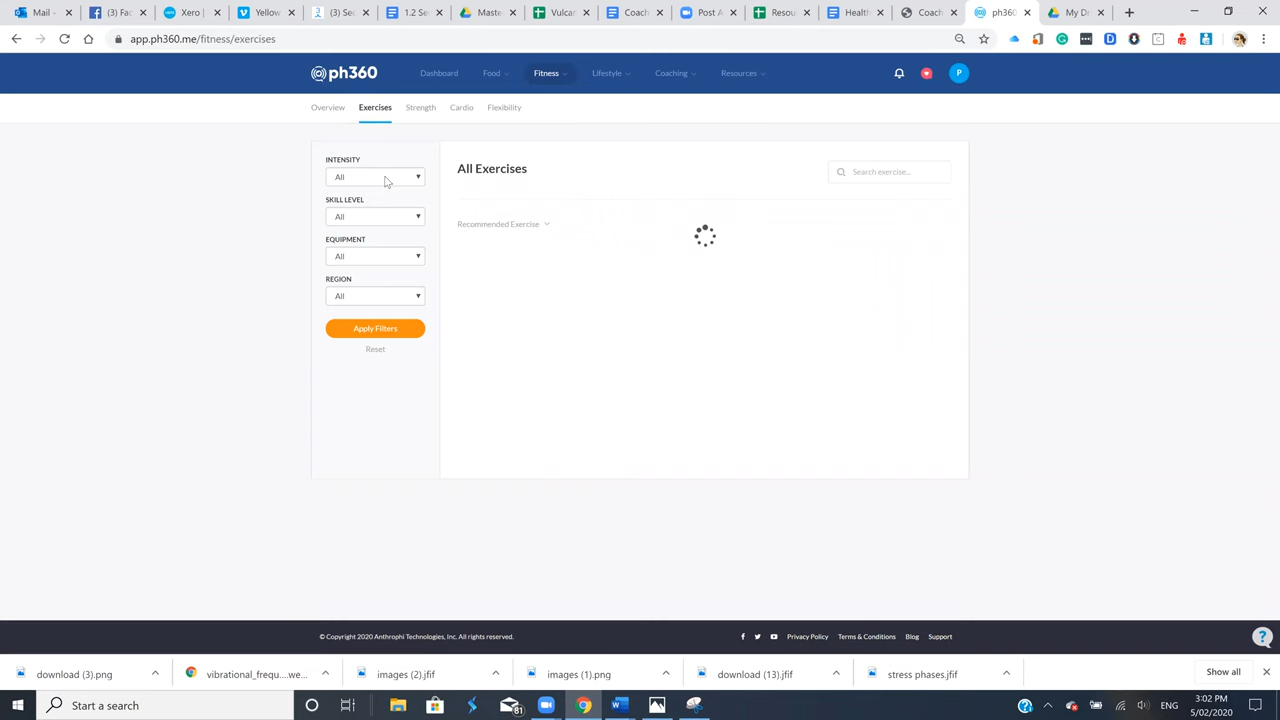 Mail -
(3) Fac
Xero |
Yellow
(3) Sec
1.2 Se
Maste
Vulcar
Coach
Post A
Resou
Health
Coach
ph360
My Dr
app.ph360.me/fitness/exercises
ph360
Dashboard
Food
Fitness
Lifestyle
Coaching
Resources
P
Overview
Exercises
Strength
Cardio
Flexibility
INTENSITY
All
SKILL LEVEL
All
EQUIPMENT
All
REGION
All
Apply Filters
Reset
All Exercises
Search exercise...
Recommended Exercise
© Copyright 2020 Anthrophi Technologies, Inc. All rights reserved.
Privacy Policy
Terms & Conditions
Blog
Support
download (3).png
vibrational_frequ....we...
images (2).jfif
images (1).png
download (13).jfif
stress phases.jfif
Show all
Start a search
81
ENG
3:02 PM
5/02/2020